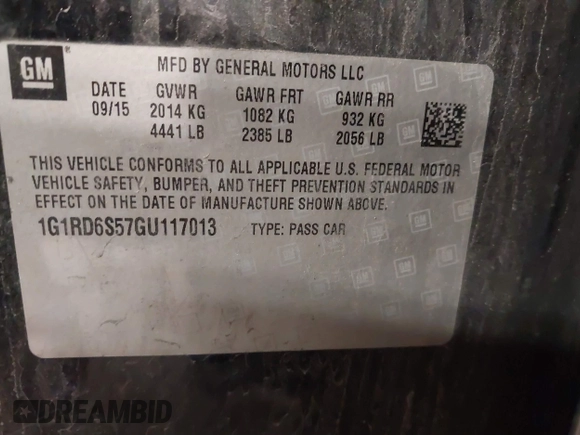 GM
MFD BY GENERAL MOTORS LLC
DATE GVWR GAWR FRT GAWR RR
09/15 2014 KG 1082 KG 932 KG
4441 LB 2385 LB 2056 LB
THIS VEHICLE CONFORMS TO ALL APPLICABLE U.S. FEDERAL MOTOR
VEHICLE SAFETY, BUMPER, AND THEFT PREVENTION STANDARDS IN
EFFECT ON THE DATE OF MANUFACTURE SHOWN ABOVE.
1G1RD6S57GU117013 TYPE: PASS CAR
DREAMBID